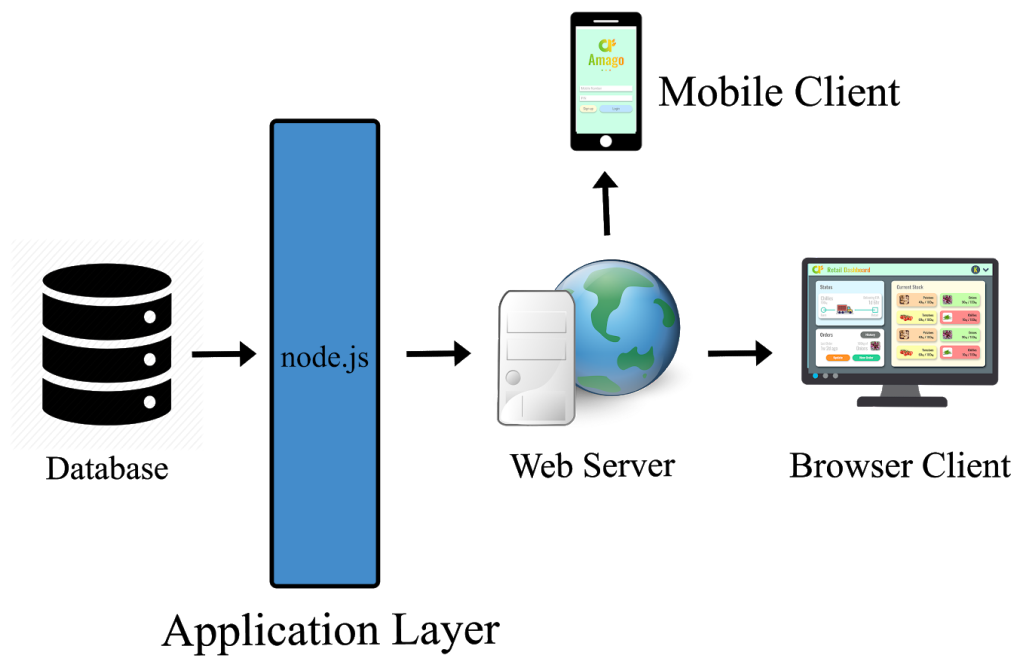 Amago
Mobile Client
node.js
Database
Web Server
Retail Dashboard
Status
Current Stock
Orders
Browser Client
Application Layer